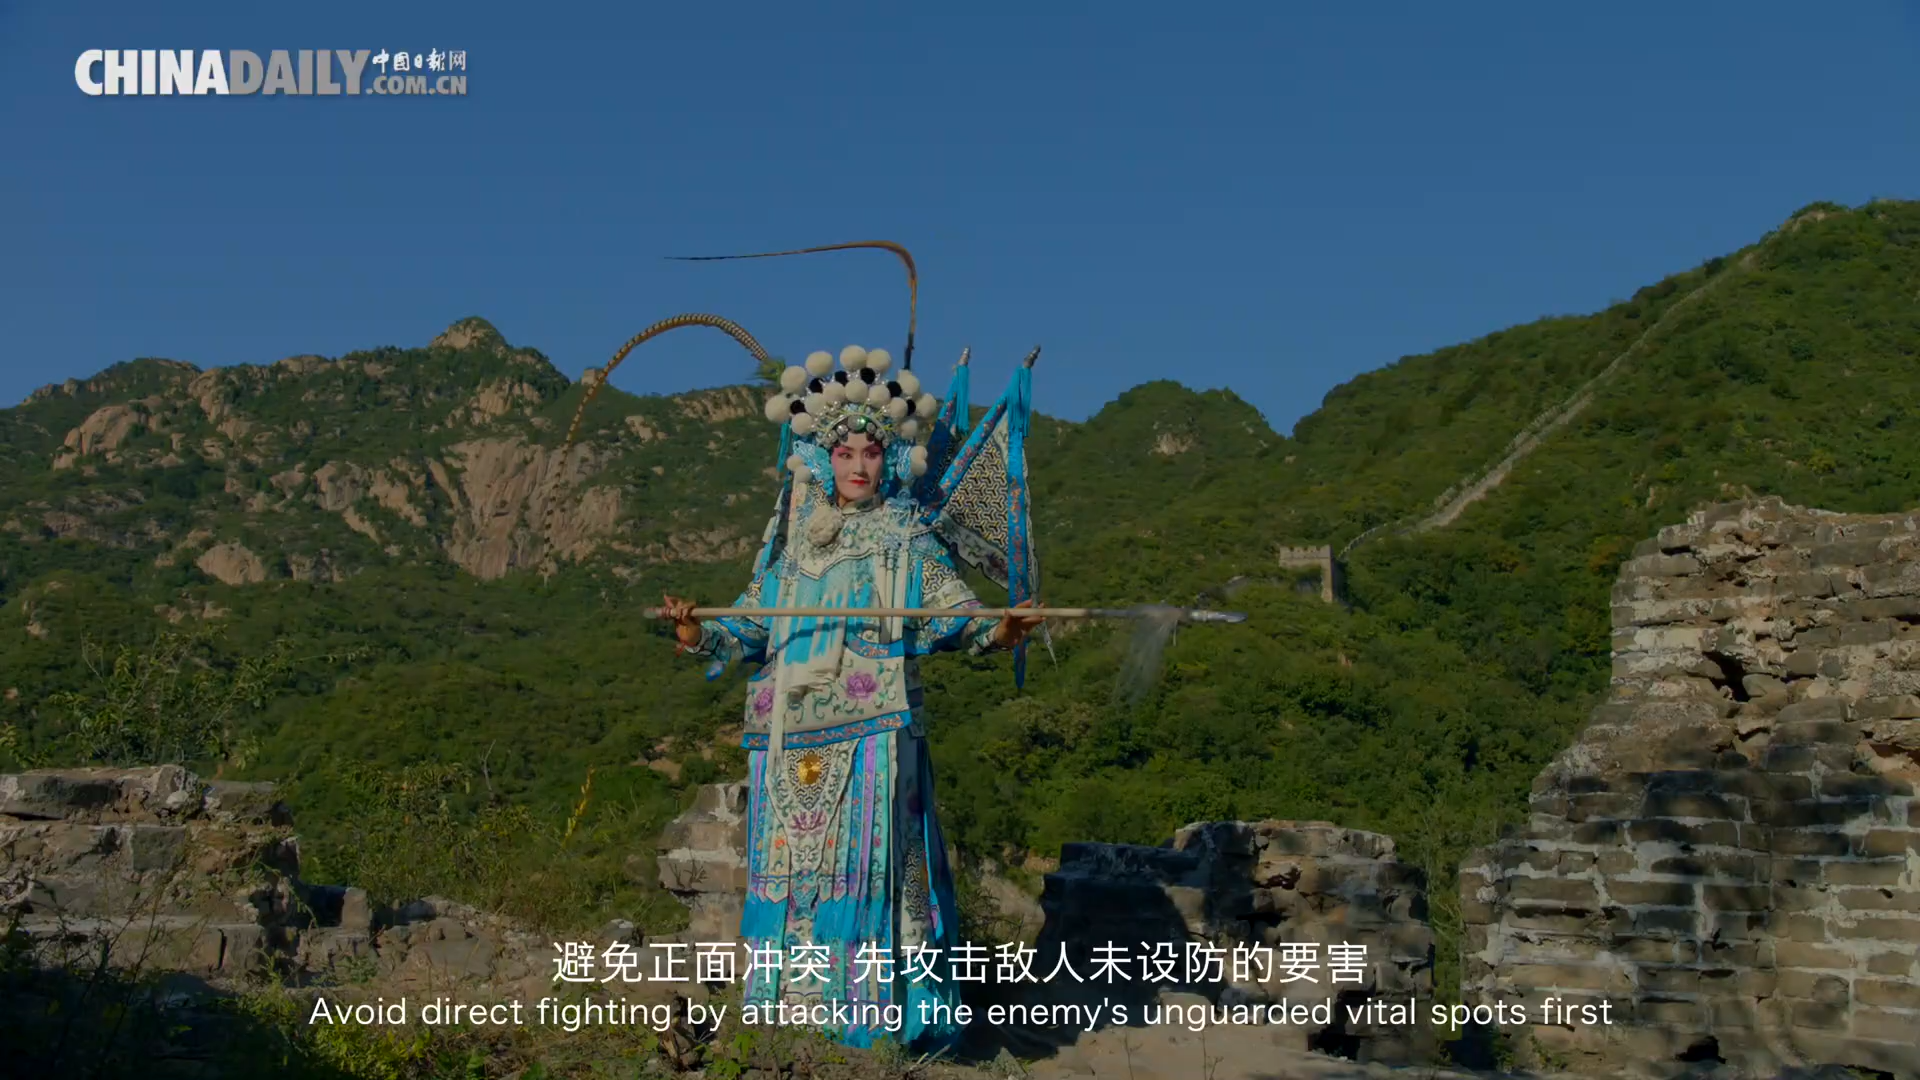 CHINADAILY中国日报网
.COM.CN
避免正面冲突 先攻击敌人未设防的要害
Avoid direct fighting by attacking the enemy's unguarded vital spots first